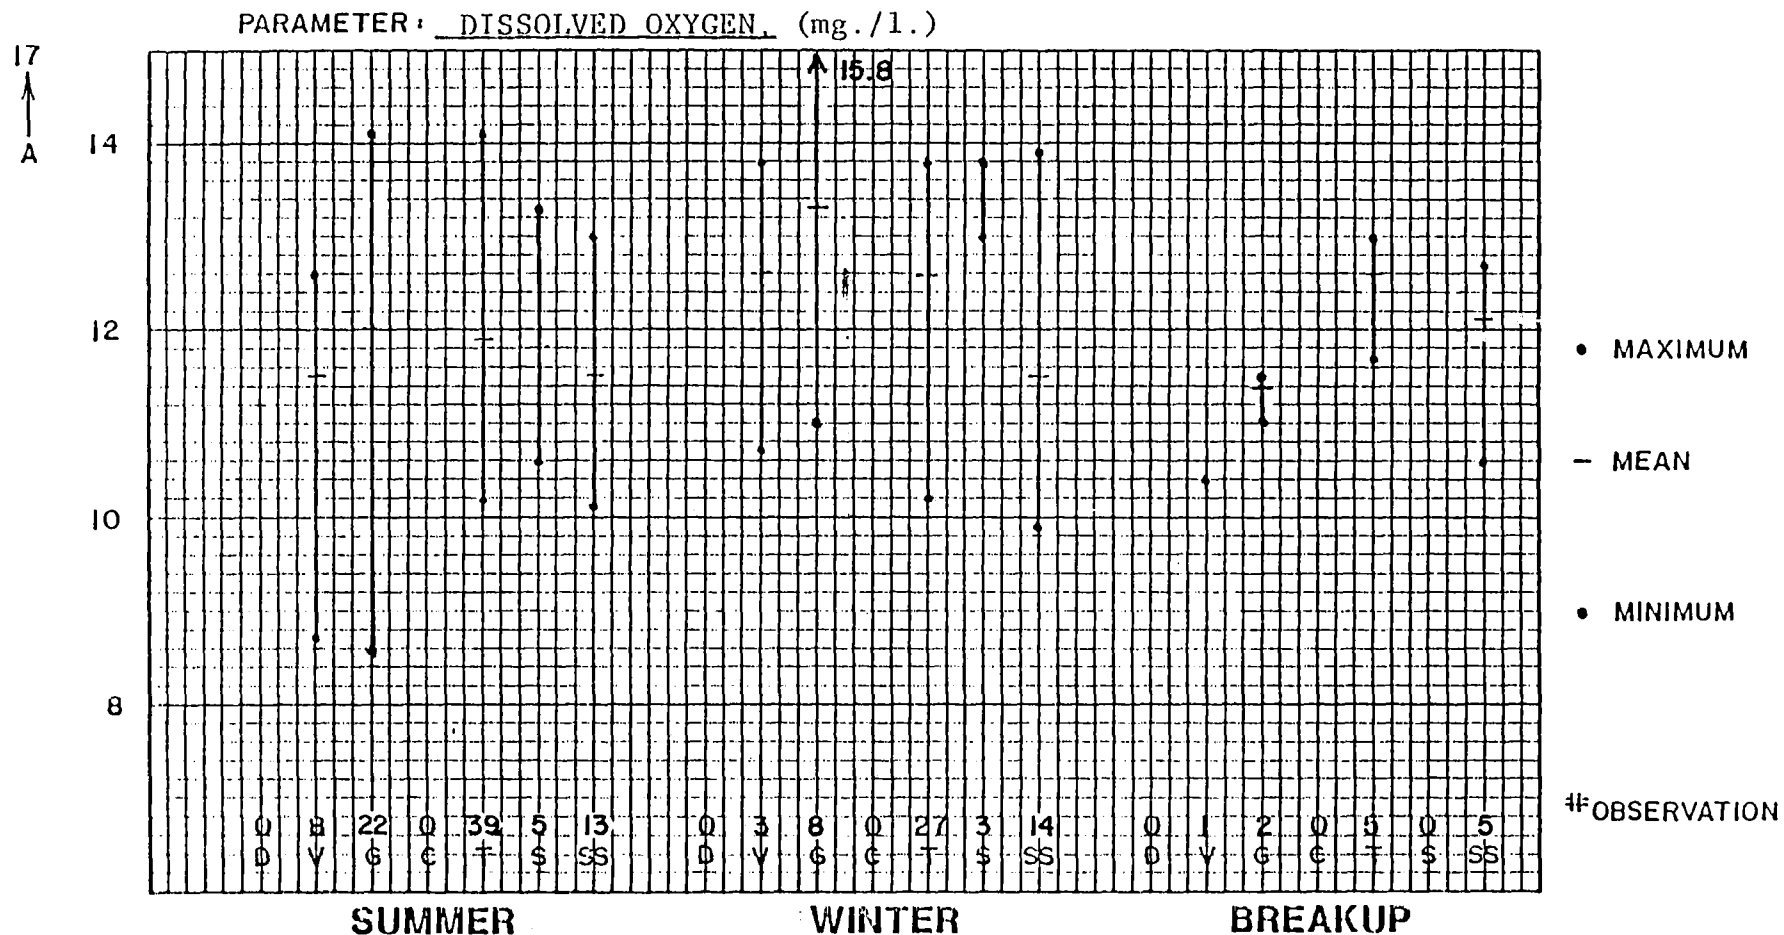 PARAMETER: DISSOLVED OXYGEN, (mg./l.)
17
A
15.8
14
12
10
8
MAXIMUM
MEAN
MINIMUM
#OBSERVATION
0 8 22 0 39 5 13 0 3 8 0 27 3 14 0 1 2 0 5 0 5
D V G C T S SS D V G C T S SS D V G C T S SS
SUMMER WINTER BREAKUP